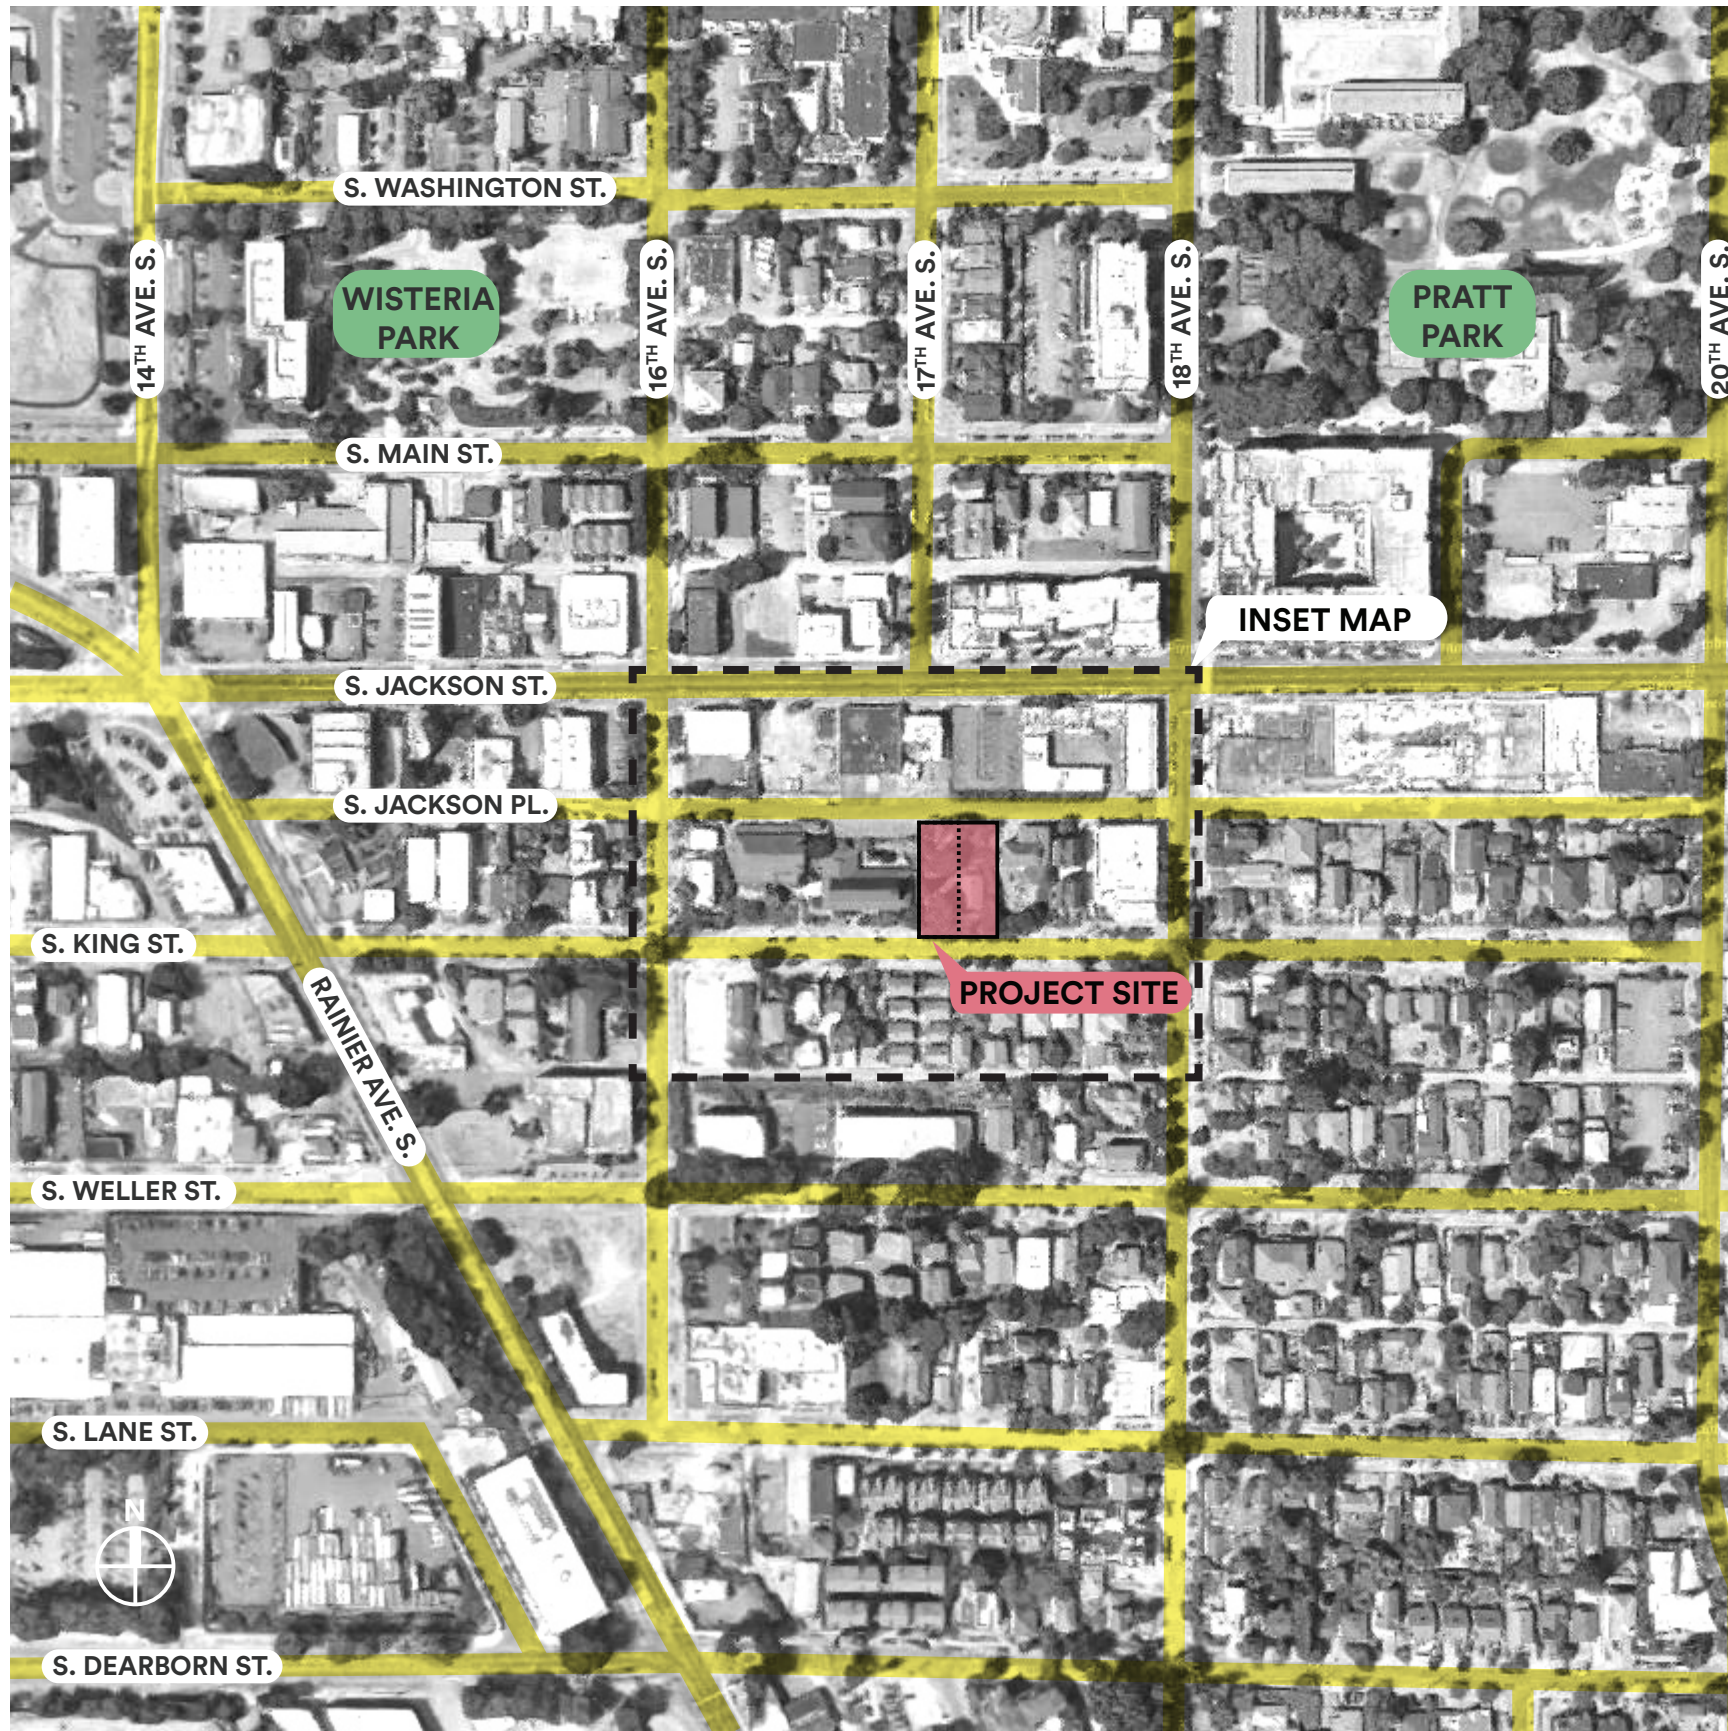 S. WASHINGTON ST.
14TH AVE. S.
16TH AVE. S.
17TH AVE. S.
18TH AVE. S.
20TH AVE. S.
WISTERIA
PARK
PRATT
PARK
S. MAIN ST.
INSET MAP
S. JACKSON ST.
S. JACKSON PL.
S. KING ST.
PROJECT SITE
RAINIER AVE. S.
S. WELLER ST.
S. LANE ST.
N
S. DEARBORN ST.